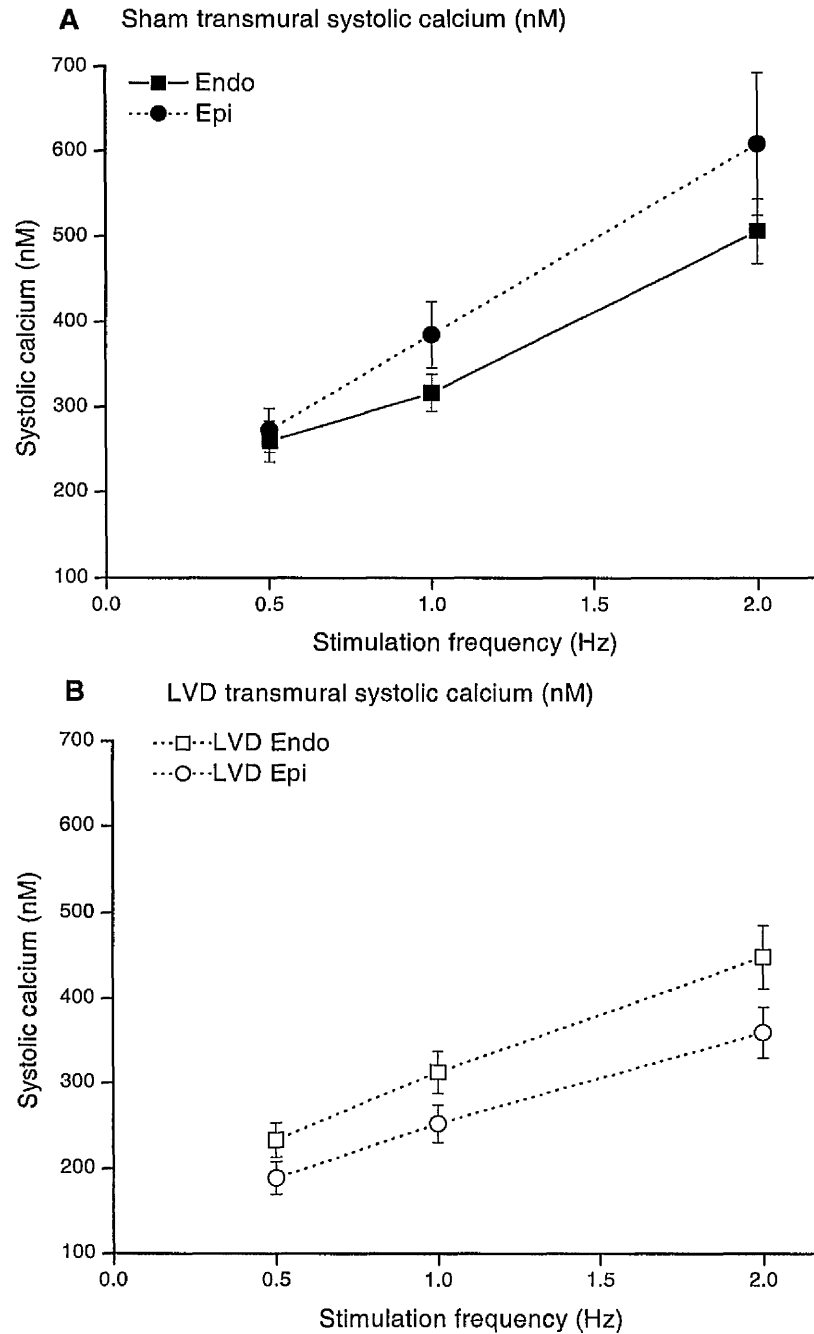 A Sham transmural systolic calcium (nM)
Endo
Epi
700
600
500
400
300
200
100
Systolic calcium (nM)
0.0 0.5 1.0 1.5 2.0
Stimulation frequency (Hz)
B LVD transmural systolic calcium (nM)
LVD Endo
LVD Epi
700
600
500
400
300
200
100
Systolic calcium (nM)
0.0 0.5 1.0 1.5 2.0
Stimulation frequency (Hz)